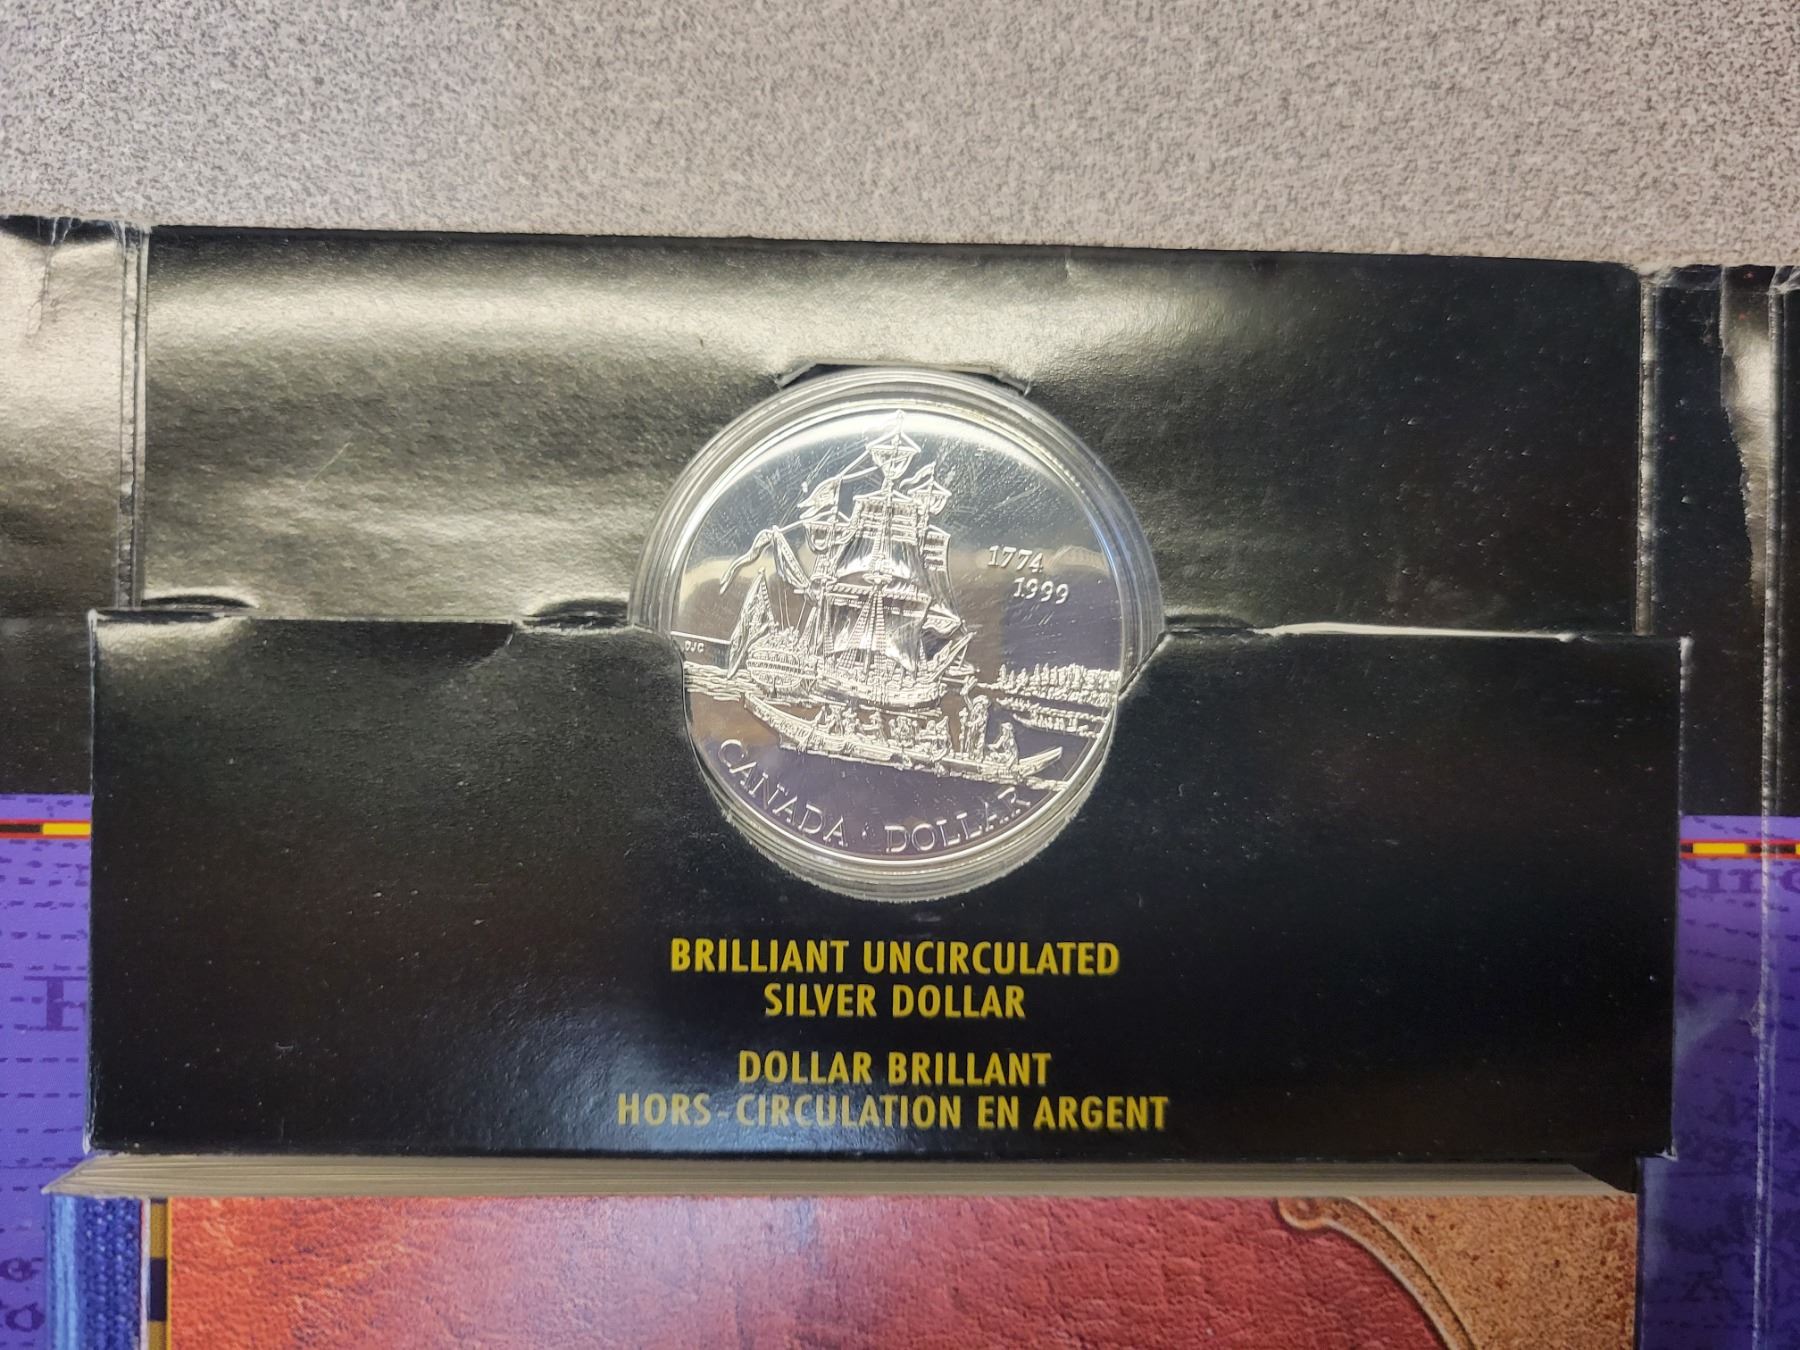 1774
1999
DJC
CANADA DOLLAR
BRILLIANT UNCIRCULATED
SILVER DOLLAR
DOLLAR BRILLANT
HORS-CIRCULATION EN ARGENT